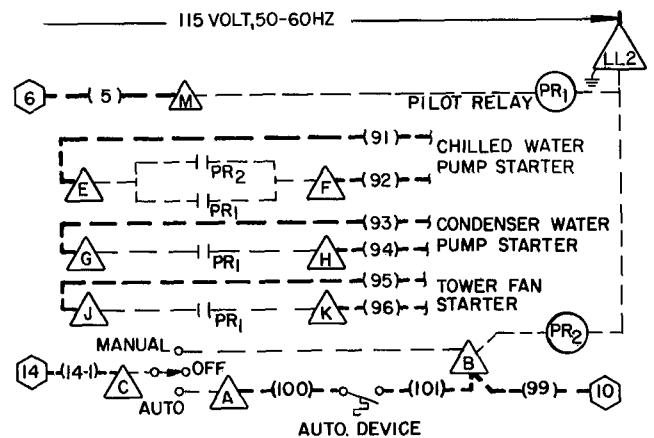 115 VOLT, 50-60HZ
LL2
6 (5) M PILOT RELAY PR1
(91) CHILLED WATER
PUMP STARTER
E PR2 F (92)
PR1
(93) CONDENSER WATER
PUMP STARTER
G PR1 H (94)
(95) TOWER FAN
STARTER
J PR1 K (96)
PR2
MANUAL B
14 (14-1) C OFF
AUTO A (100) (101) (99) 10
AUTO. DEVICE